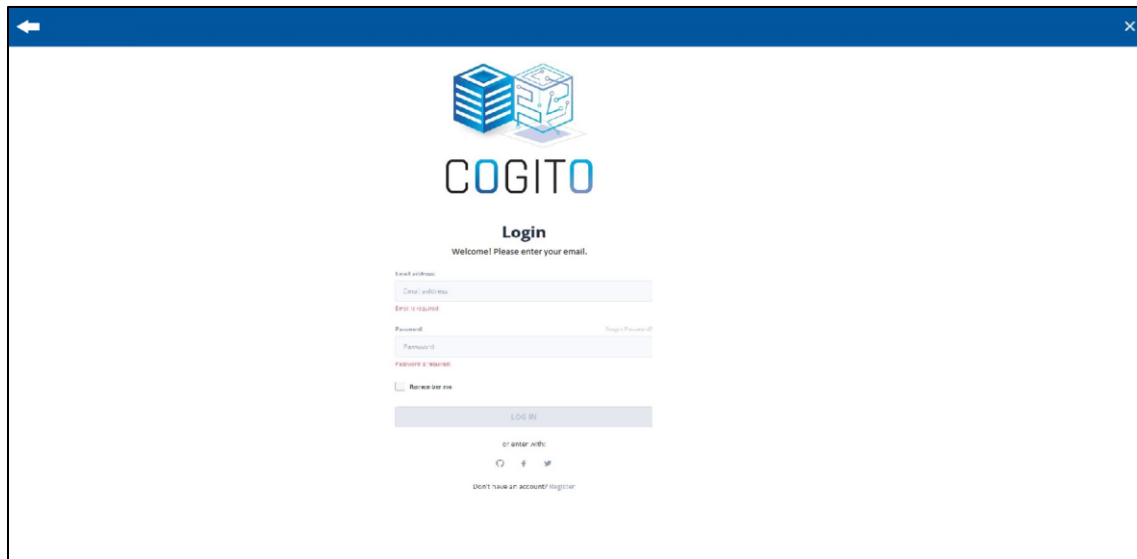 COGITO
Login
Welcome! Please enter your email.
Email address
Email address
Email is required
Password Forgot Password?
Password
Password is required
Remember me
LOG IN
or enter with:
Don't have an account? Register